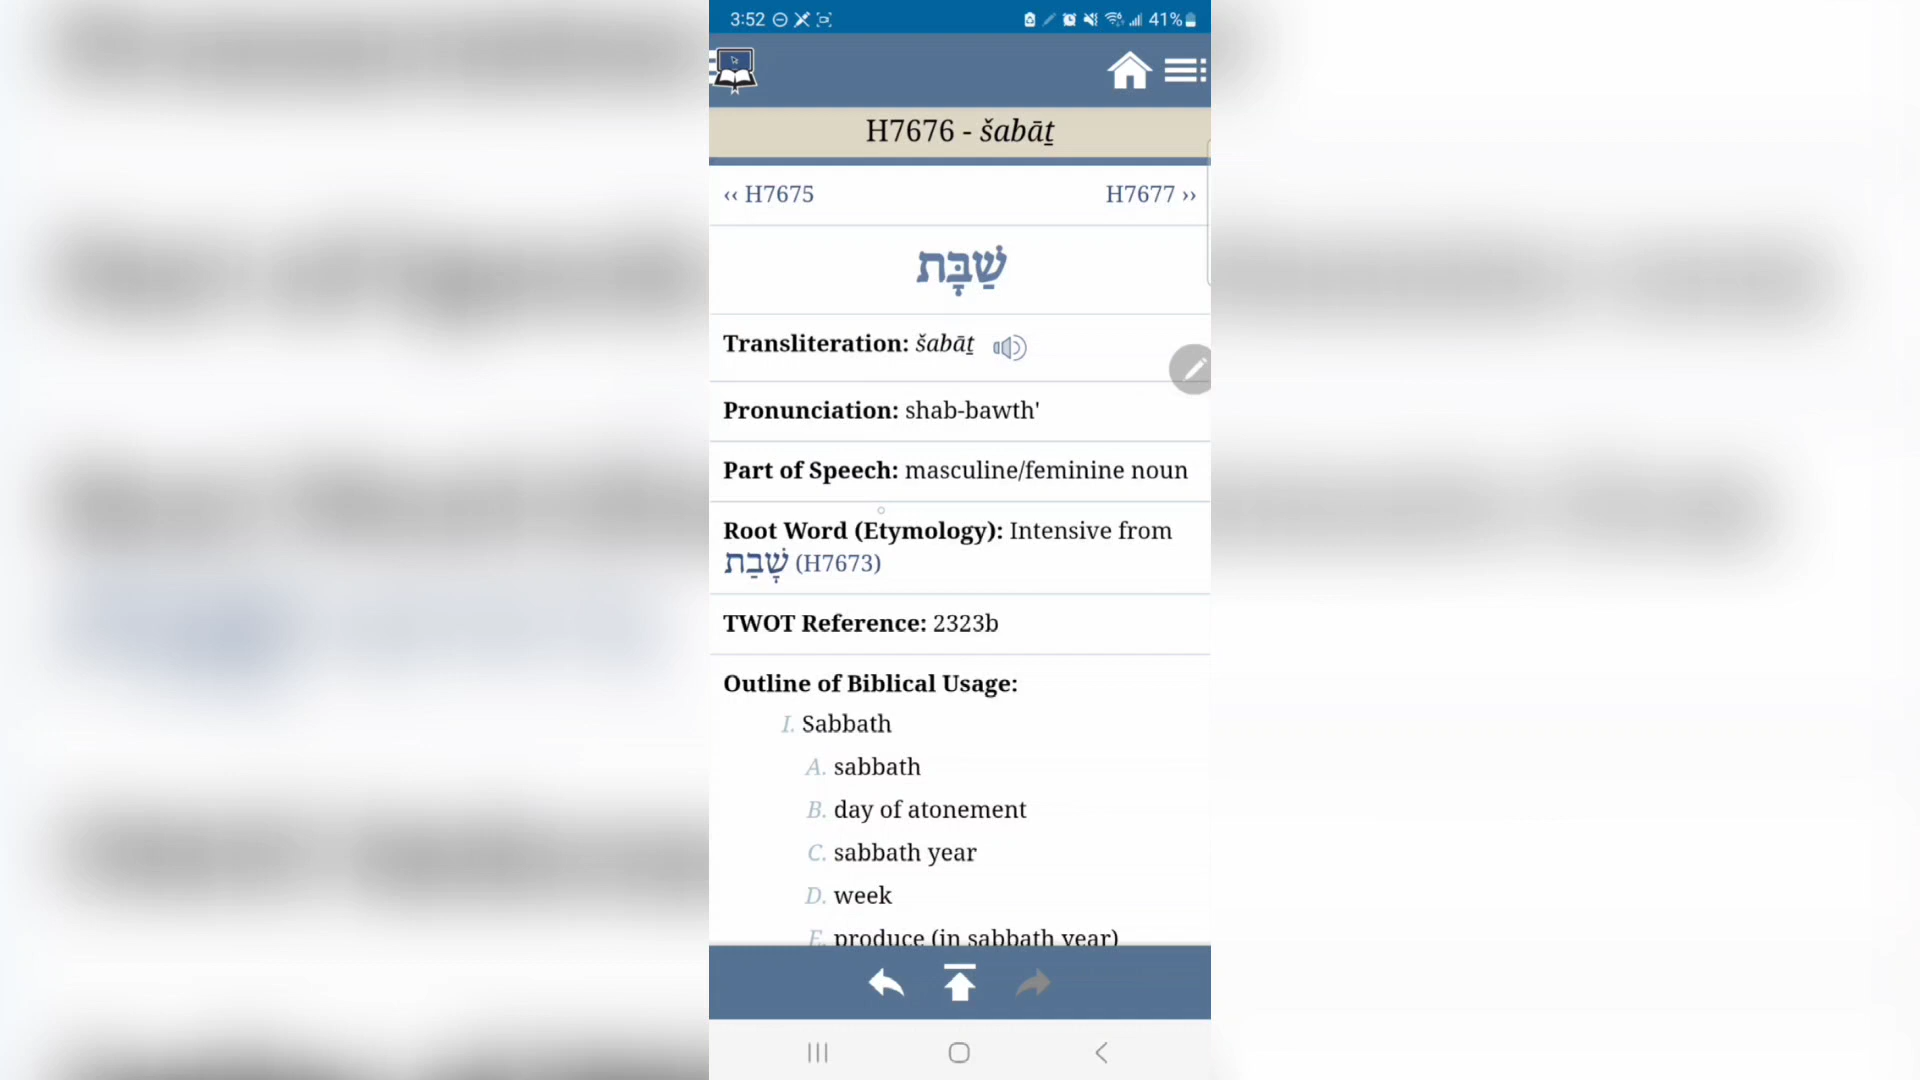 3:52 41%
H7676 - šabāṯ
‹‹ H7675 H7677 ››
שַׁבָּת
Transliteration: šabāṯ
Pronunciation: shab-bawth'
Part of Speech: masculine/feminine noun
Root Word (Etymology): Intensive from
שָׁבַת (H7673)
TWOT Reference: 2323b
Outline of Biblical Usage:
I. Sabbath
A. sabbath
B. day of atonement
C. sabbath year
D. week
E. produce (in sabbath year)